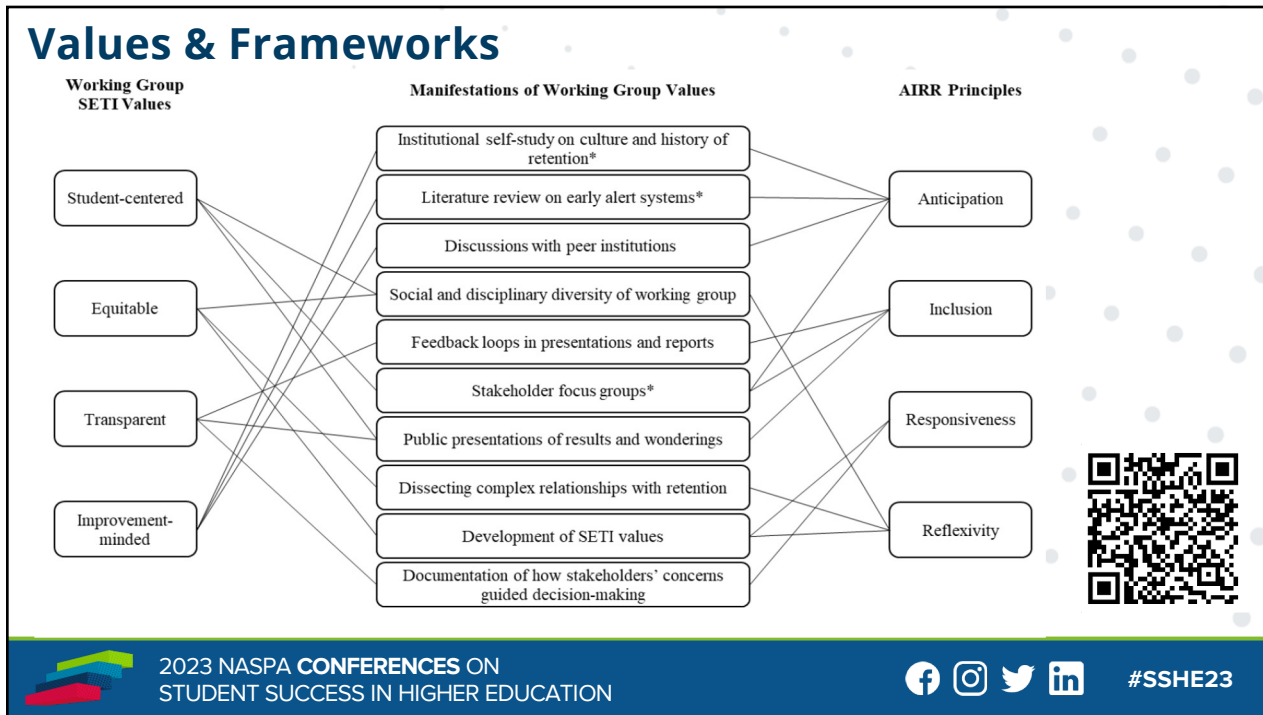 Values & Frameworks
Working Group
SETI Values
Manifestations of Working Group Values
AIRR Principles
Student-centered
Equitable
Transparent
Improvement-
minded
Institutional self-study on culture and history of
retention*
Literature review on early alert systems*
Discussions with peer institutions
Social and disciplinary diversity of working group
Feedback loops in presentations and reports
Stakeholder focus groups*
Public presentations of results and wonderings
Dissecting complex relationships with retention
Development of SETI values
Documentation of how stakeholders’ concerns
guided decision-making
Anticipation
Inclusion
Responsiveness
Reflexivity
2023 NASPA CONFERENCES ON
STUDENT SUCCESS IN HIGHER EDUCATION
#SSHE23